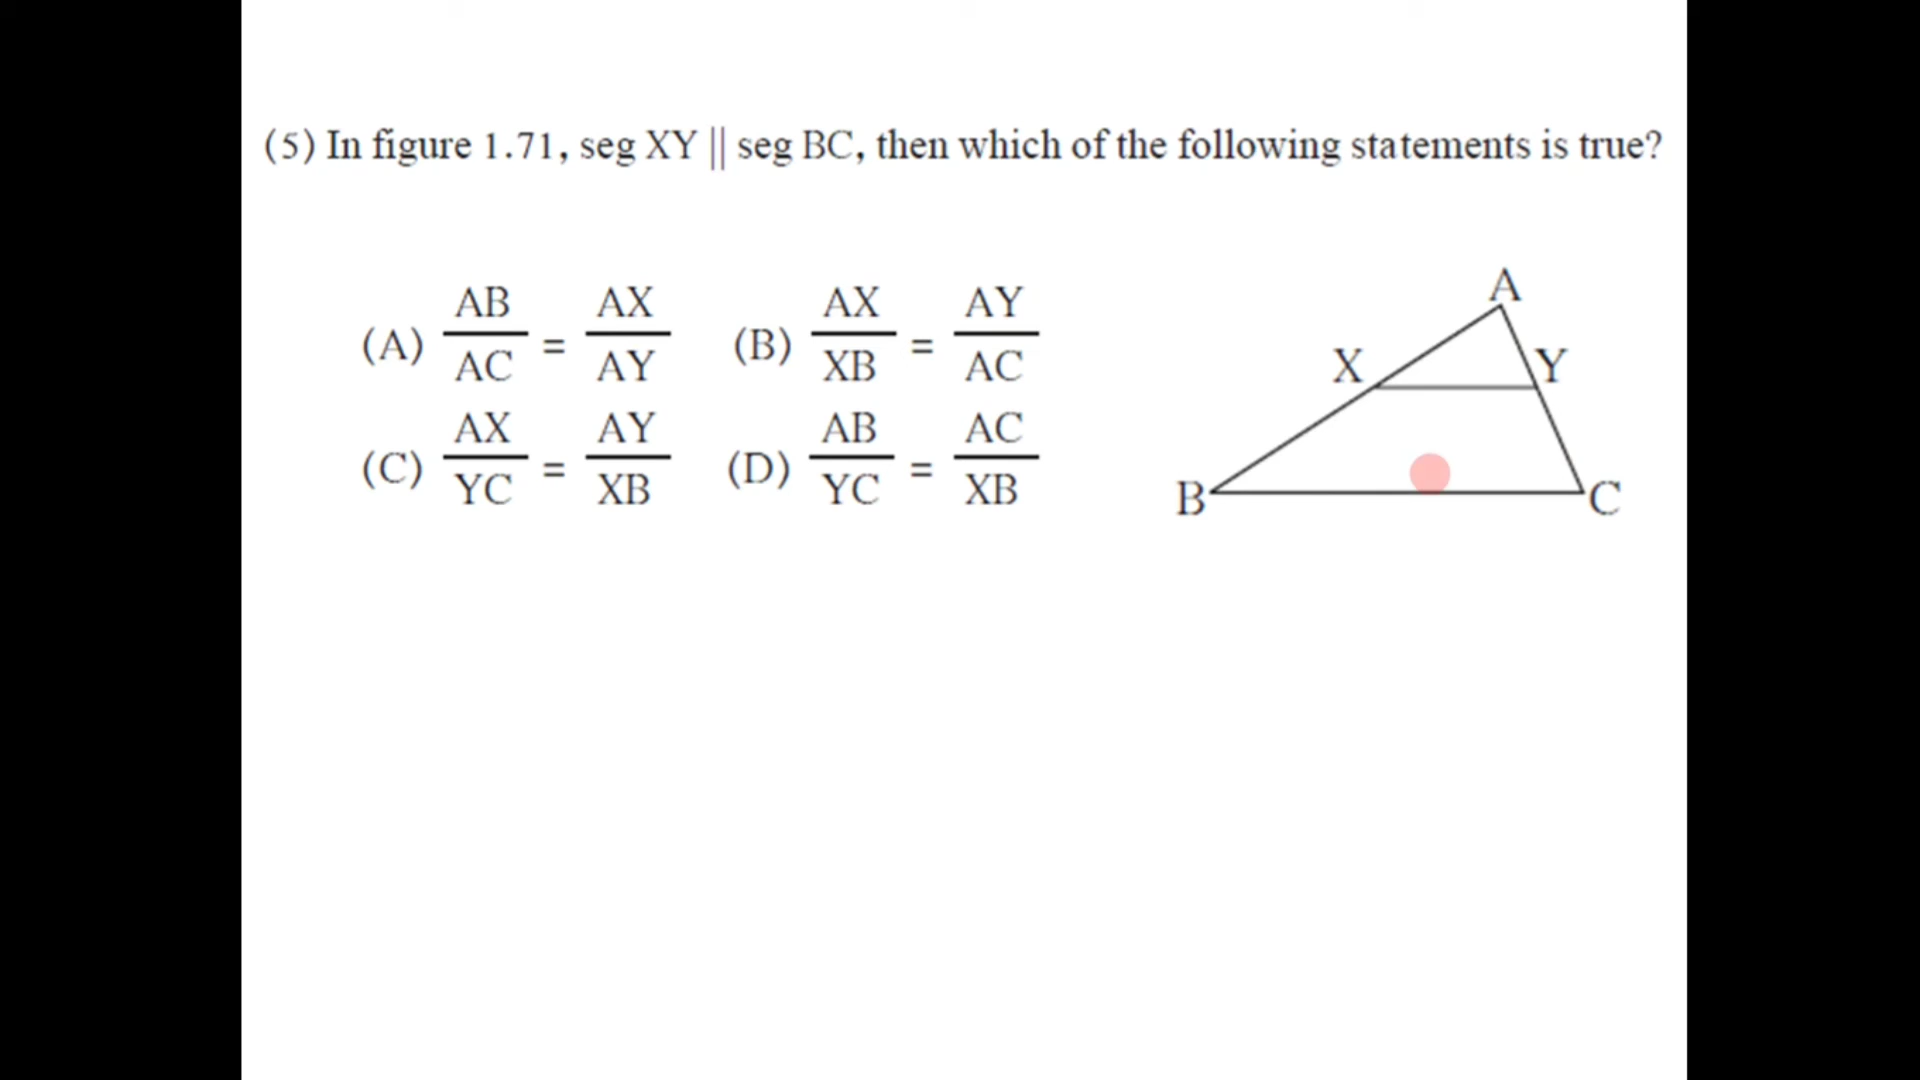 (5) In figure 1.71, seg XY || seg BC, then which of the following statements is true?
(A) AB/AC = AX/AY (B) AX/XB = AY/AC
(C) AX/YC = AY/XB (D) AB/YC = AC/XB
A
X Y
B C